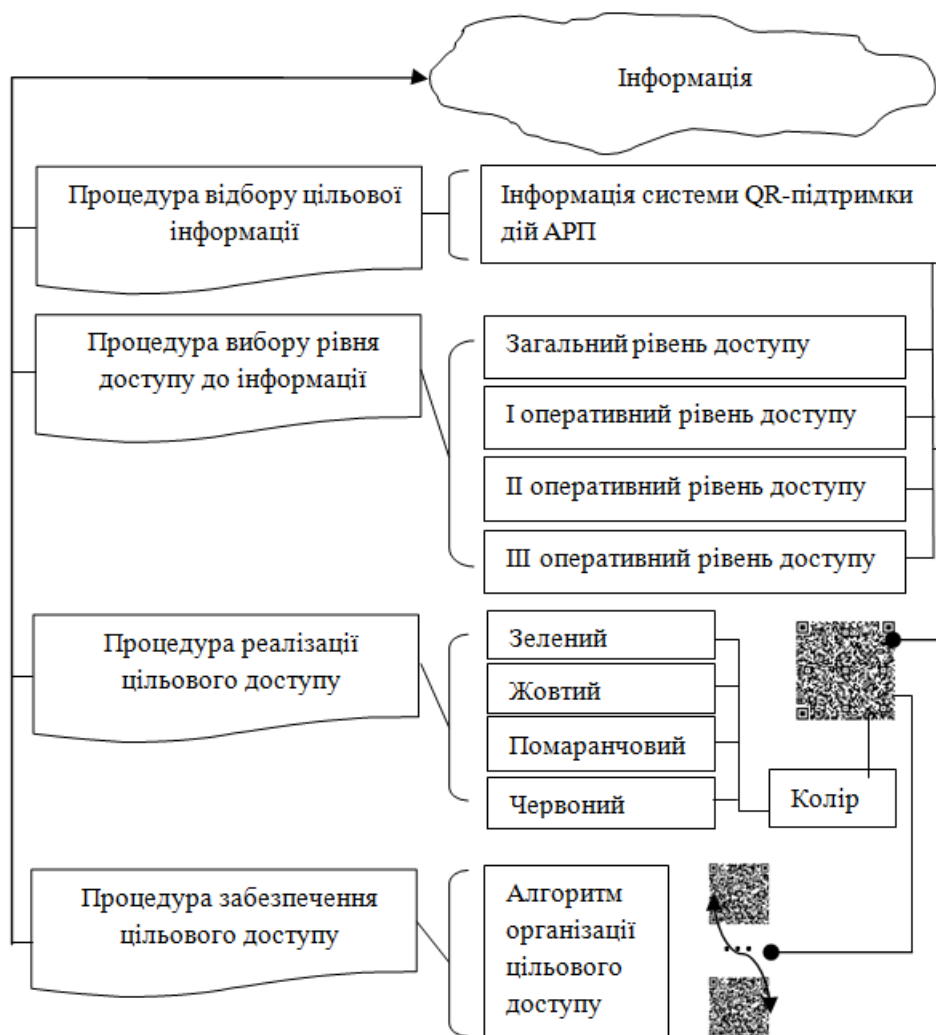 Інформація
Процедура відбору цільової
інформації
Інформація системи QR-підтримки
дій АРП
Процедура вибору рівня
доступу до інформації
Загальний рівень доступу
I оперативний рівень доступу
II оперативний рівень доступу
III оперативний рівень доступу
Процедура реалізації
цільового доступу
Зелений
Жовтий
Помаранчовий
Червоний
Колір
Процедура забезпечення
цільового доступу
Алгоритм
організації
цільового
доступу
...